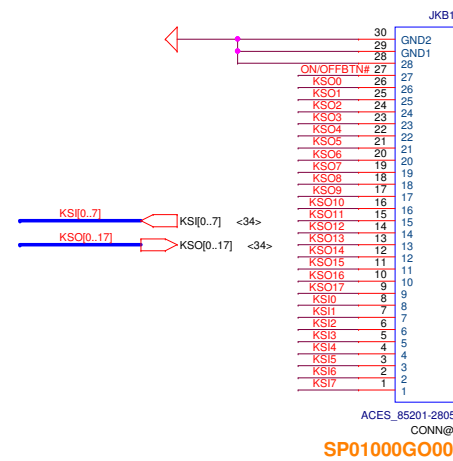 JKB1
30 GND2
29 GND1
28 28
ON/OFFBTN# 27 27
KSO0 26 26
KSO1 25 25
KSO2 24 24
KSO3 23 23
KSO4 22 22
KSO5 21 21
KSO6 20 20
KSO7 19 19
KSO8 18 18
KSO9 17 17
KSO10 16 16
KSO11 15 15
KSO12 14 14
KSO13 13 13
KSO14 12 12
KSO15 11 11
KSO16 10 10
KSO17 9 9
KSI0 8 8
KSI1 7 7
KSI2 6 6
KSI3 5 5
KSI4 4 4
KSI5 3 3
KSI6 2 2
KSI7 1 1
KSI[0..7] KSI[0..7] <34>
KSO[0..17] KSO[0..17] <34>
ACES_85201-2805
CONN@
SP01000GO00